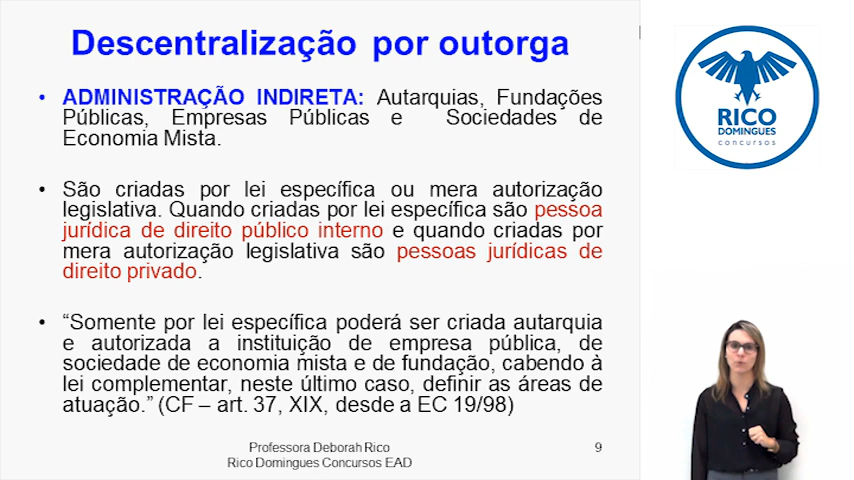 Descentralização por outorga
• ADMINISTRAÇÃO INDIRETA: Autarquias, Fundações
Públicas, Empresas Públicas e Sociedades de
Economia Mista.
• São criadas por lei específica ou mera autorização
legislativa. Quando criadas por lei específica são pessoa
jurídica de direito público interno e quando criadas por
mera autorização legislativa são pessoas jurídicas de
direito privado.
• “Somente por lei específica poderá ser criada autarquia
e autorizada a instituição de empresa pública, de
sociedade de economia mista e de fundação, cabendo à
lei complementar, neste último caso, definir as áreas de
atuação.” (CF – art. 37, XIX, desde a EC 19/98)
Professora Deborah Rico
Rico Domingues Concursos EAD
9
RICO
DOMINGUES
concursos